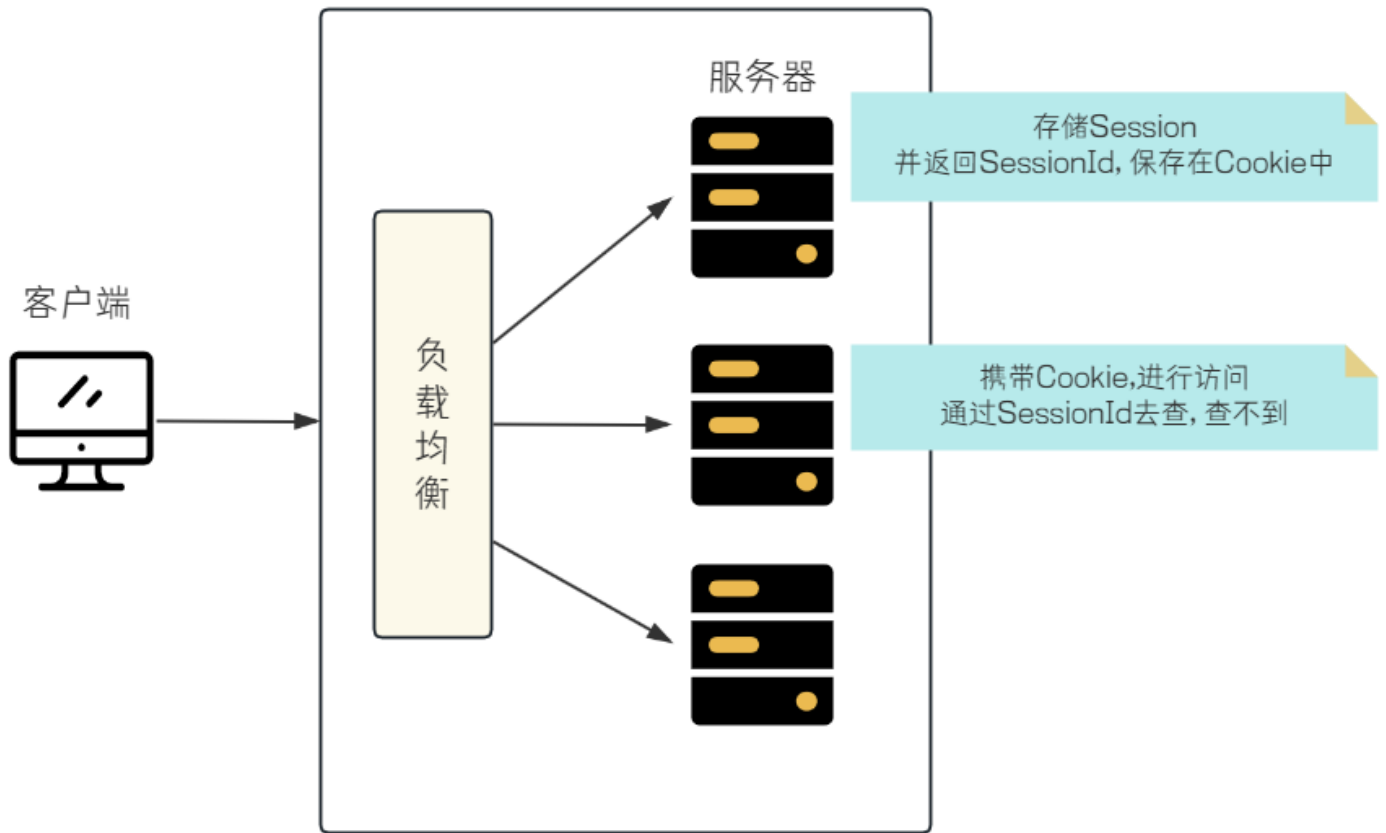 服务器
存储Session
并返回SessionId, 保存在Cookie中
客户端
负载均衡
携带Cookie,进行访问
通过SessionId去查, 查不到